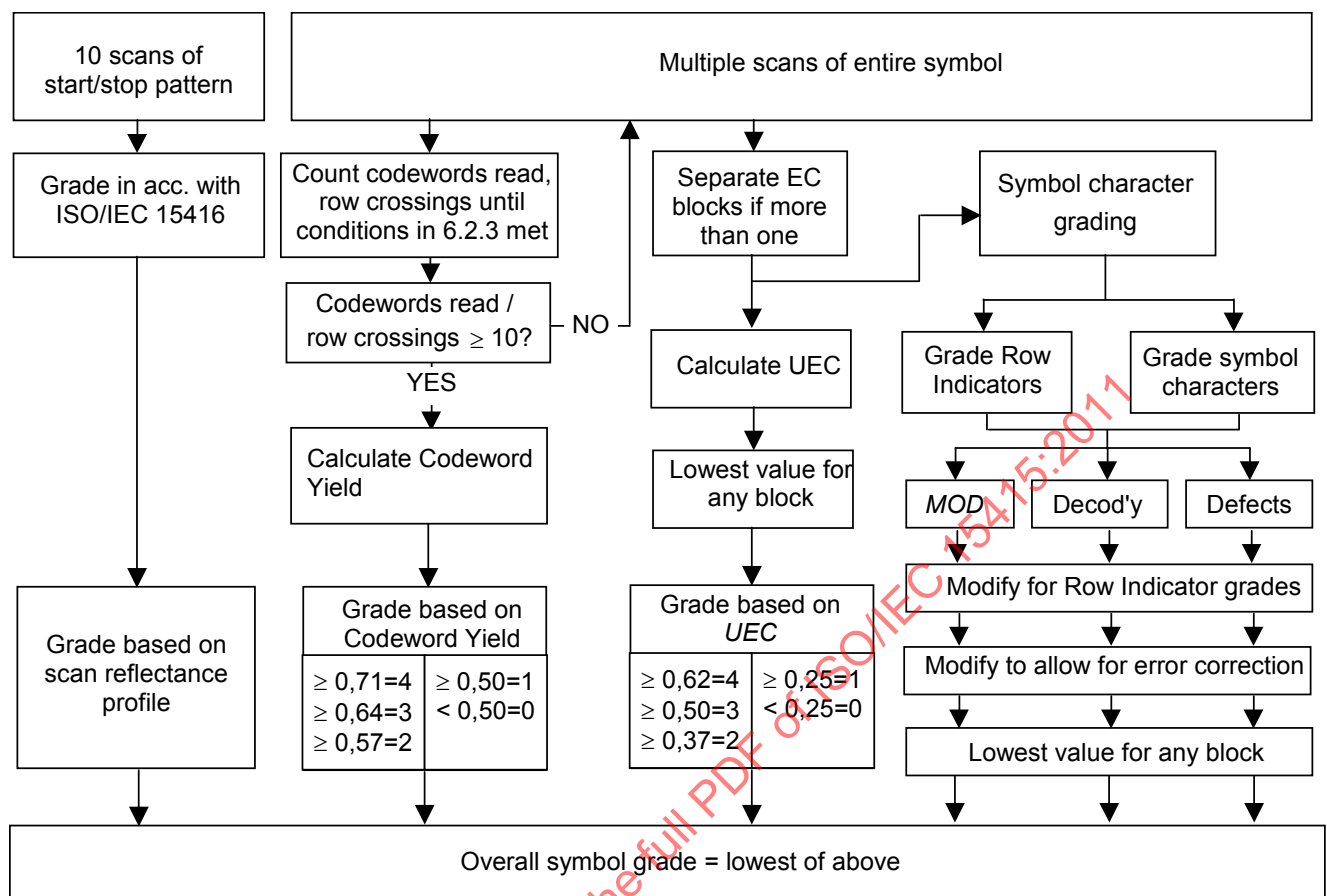 10 scans of
start/stop pattern
Multiple scans of entire symbol
Grade in acc. with
ISO/IEC 15416
Count codewords read,
row crossings until
conditions in 6.2.3 met
Separate EC
blocks if more
than one
Symbol character
grading
Codewords read /
row crossings ≥ 10?
NO
YES
Calculate UEC
Grade Row
Indicators
Grade symbol
characters
Calculate Codeword
Yield
Lowest value for
any block
MOD
Decod'y
Defects
Modify for Row Indicator grades
Grade based on
scan reflectance
profile
Grade based on
Codeword Yield
≥ 0,71=4
≥ 0,64=3
≥ 0,57=2
≥ 0,50=1
< 0,50=0
Grade based on
UEC
≥ 0,62=4
≥ 0,50=3
≥ 0,37=2
≥ 0,25=1
< 0,25=0
Modify to allow for error correction
Lowest value for any block
Overall symbol grade = lowest of above
he full PDF of ISO/IEC 15415:2011